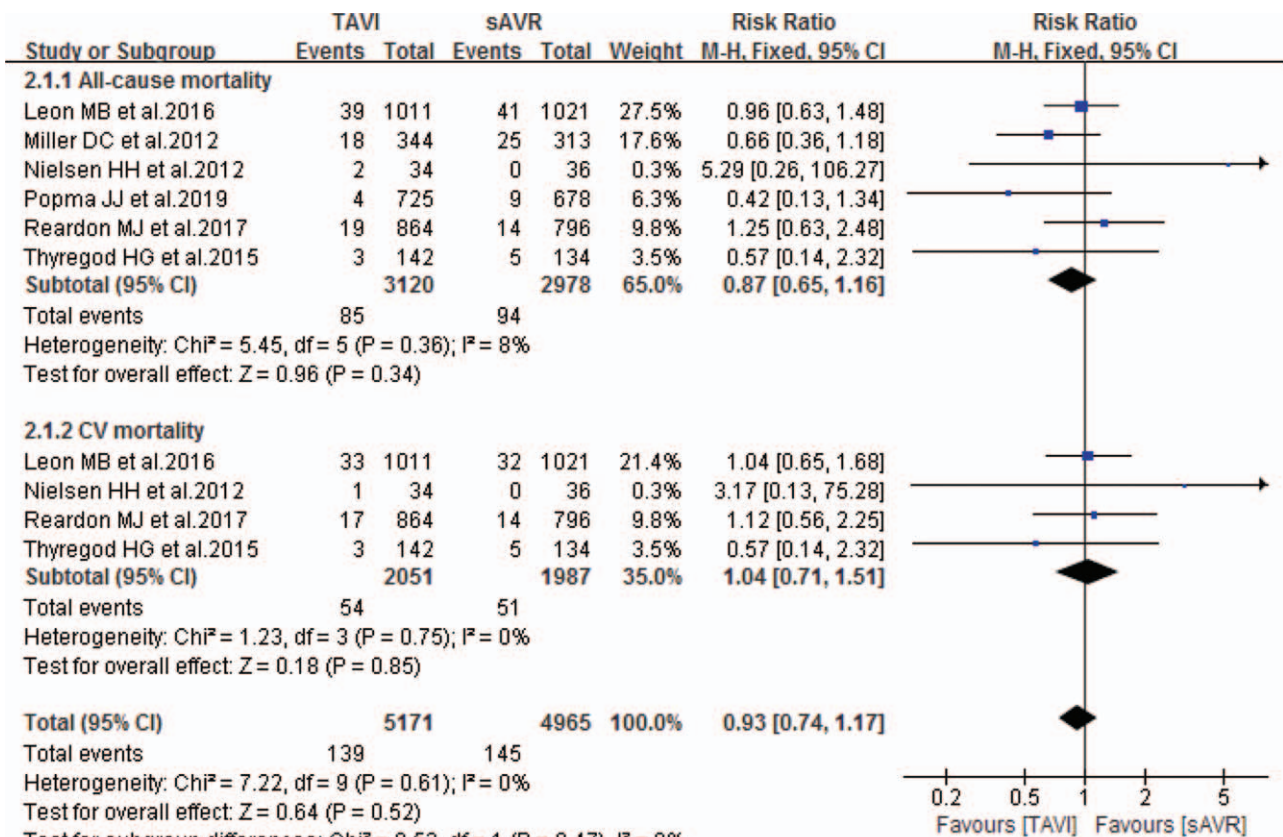 TAVI sAVR Risk Ratio Risk Ratio
Study or Subgroup Events Total Events Total Weight M-H, Fixed, 95% CI M-H, Fixed, 95% CI
2.1.1 All-cause mortality
Leon MB et al.2016 39 1011 41 1021 27.5% 0.96 [0.63, 1.48]
Miller DC et al.2012 18 344 25 313 17.6% 0.66 [0.36, 1.18]
Nielsen HH et al.2012 2 34 0 36 0.3% 5.29 [0.26, 106.27]
Popma JJ et al.2019 4 725 9 678 6.3% 0.42 [0.13, 1.34]
Reardon MJ et al.2017 19 864 14 796 9.8% 1.25 [0.63, 2.48]
Thyregod HG et al.2015 3 142 5 134 3.5% 0.57 [0.14, 2.32]
Subtotal (95% CI) 3120 2978 65.0% 0.87 [0.65, 1.16]
Total events 85 94
Heterogeneity: Chi² = 5.45, df = 5 (P = 0.36); I² = 8%
Test for overall effect: Z = 0.96 (P = 0.34)
2.1.2 CV mortality
Leon MB et al.2016 33 1011 32 1021 21.4% 1.04 [0.65, 1.68]
Nielsen HH et al.2012 1 34 0 36 0.3% 3.17 [0.13, 75.28]
Reardon MJ et al.2017 17 864 14 796 9.8% 1.12 [0.56, 2.25]
Thyregod HG et al.2015 3 142 5 134 3.5% 0.57 [0.14, 2.32]
Subtotal (95% CI) 2051 1987 35.0% 1.04 [0.71, 1.51]
Total events 54 51
Heterogeneity: Chi² = 1.23, df = 3 (P = 0.75); I² = 0%
Test for overall effect: Z = 0.18 (P = 0.85)
Total (95% CI) 5171 4965 100.0% 0.93 [0.74, 1.17]
Total events 139 145
Heterogeneity: Chi² = 7.22, df = 9 (P = 0.61); I² = 0%
Test for overall effect: Z = 0.64 (P = 0.52)
0.2 0.5 1 2 5
Favours [TAVI] Favours [sAVR]